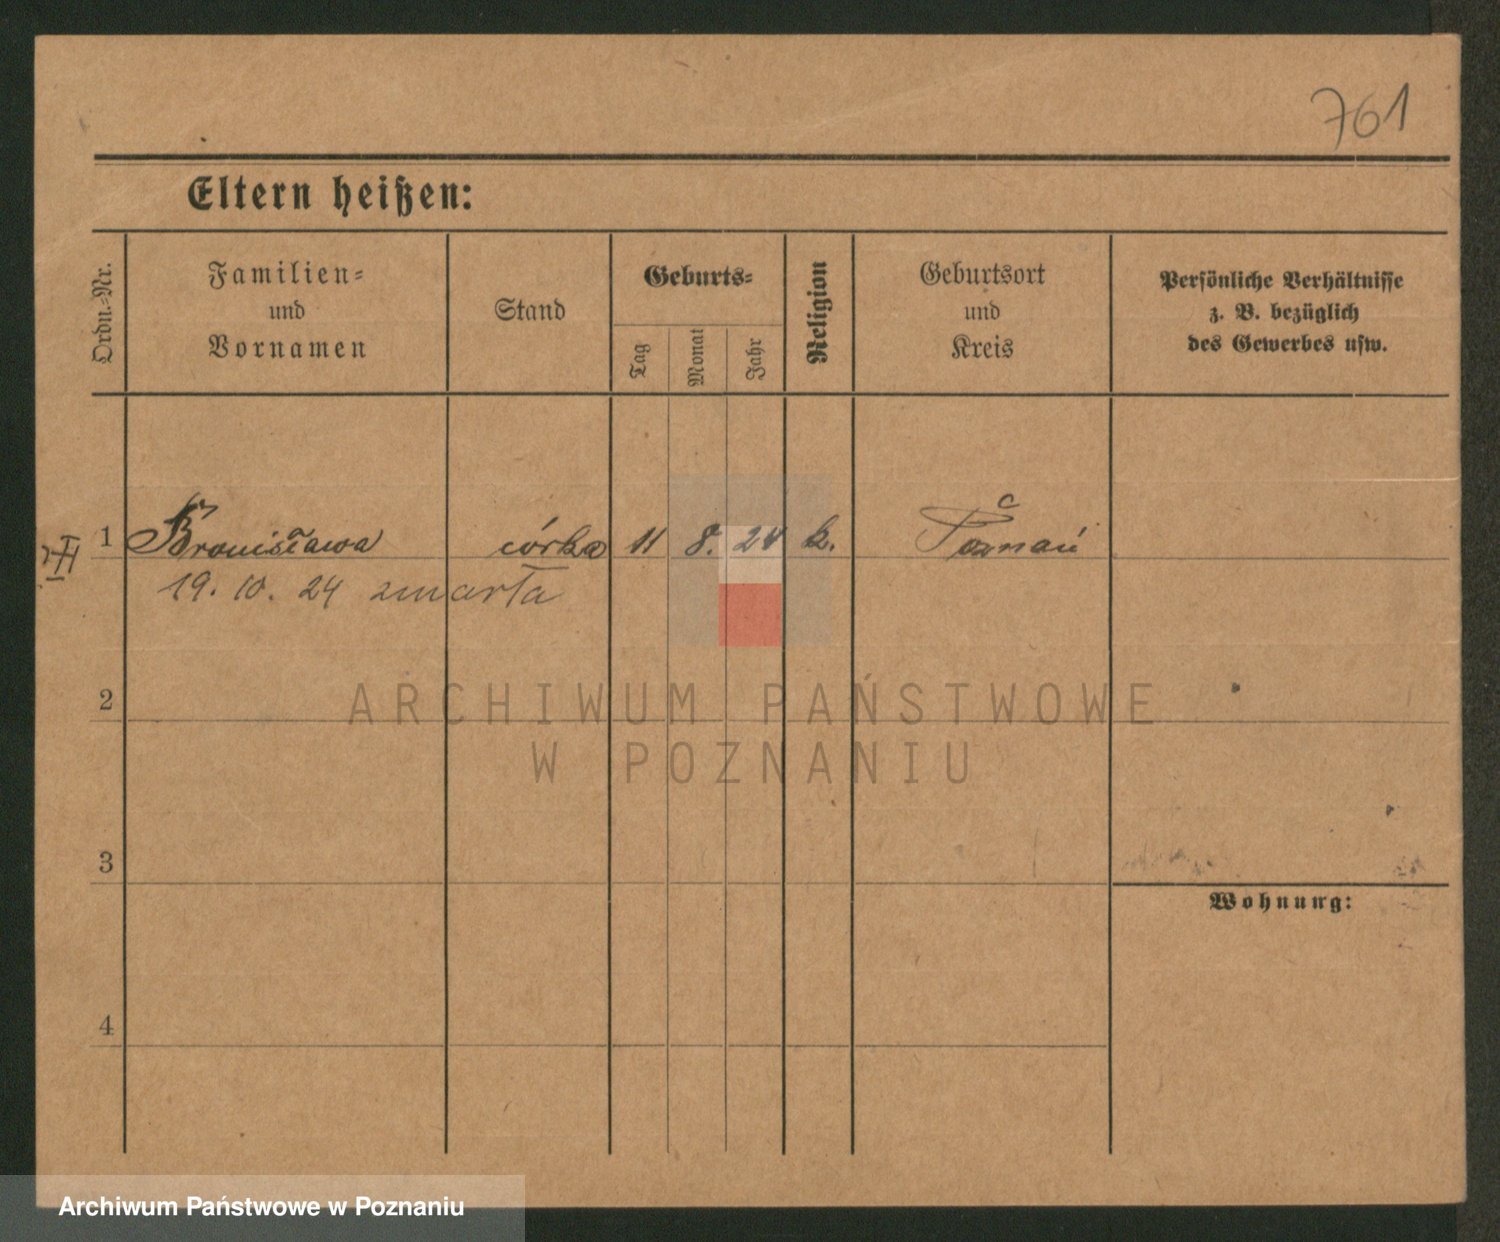 761
Eltern heißen:
Ordn.=Nr.
Familien=
und
Vornamen
Stand
Geburts=
Tag
Monat
Jahr
Religion
Geburtsort
und
Kreis
Persönliche Verhältnisse
z. B. bezüglich
des Gewerbes usw.
1 Bronisława córka 11 8. 24 k. Poznań
19. 10. 24 zmarła
2
ARCHIWUM PAŃSTWOWE
W POZNANIU
3
Wohnung:
4
Archiwum Państwowe w Poznaniu